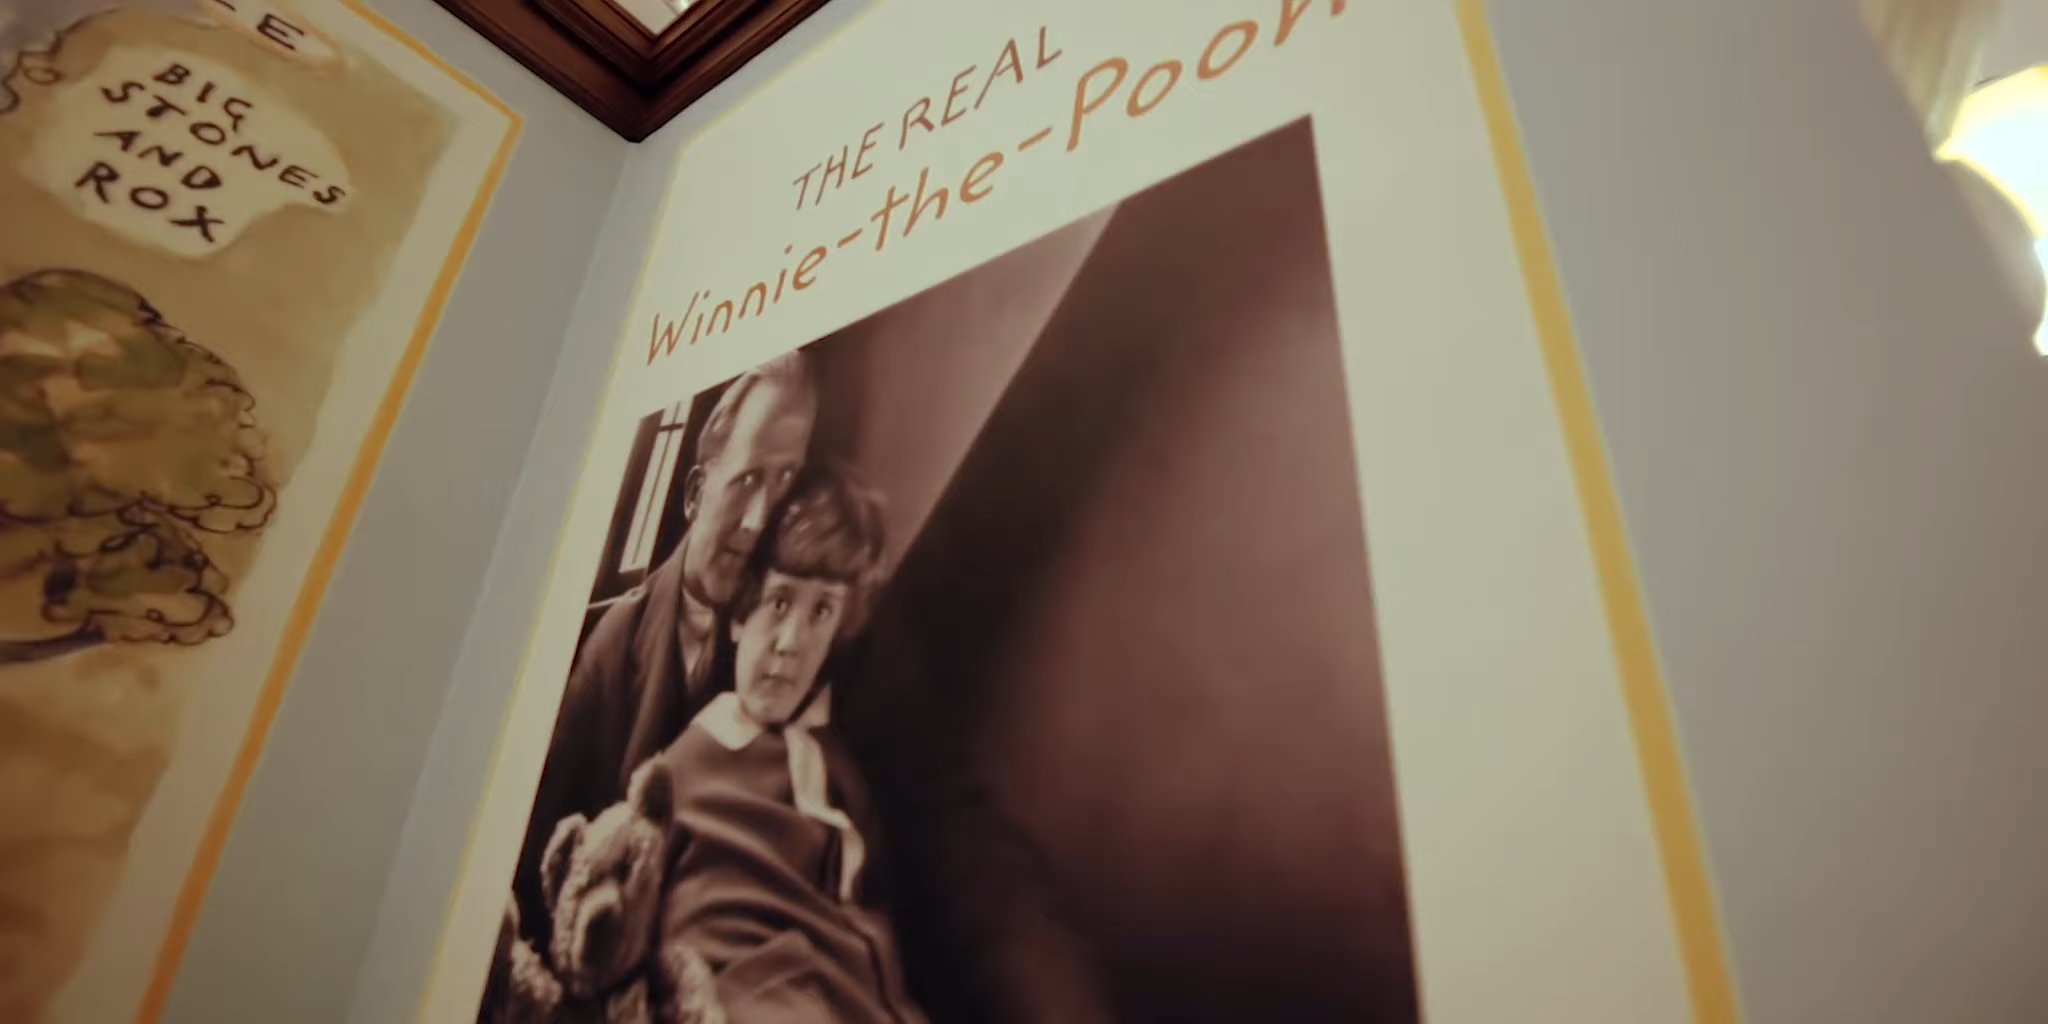 BIG
STONES
AND
ROX
THE REAL
Winnie-the-Pooh